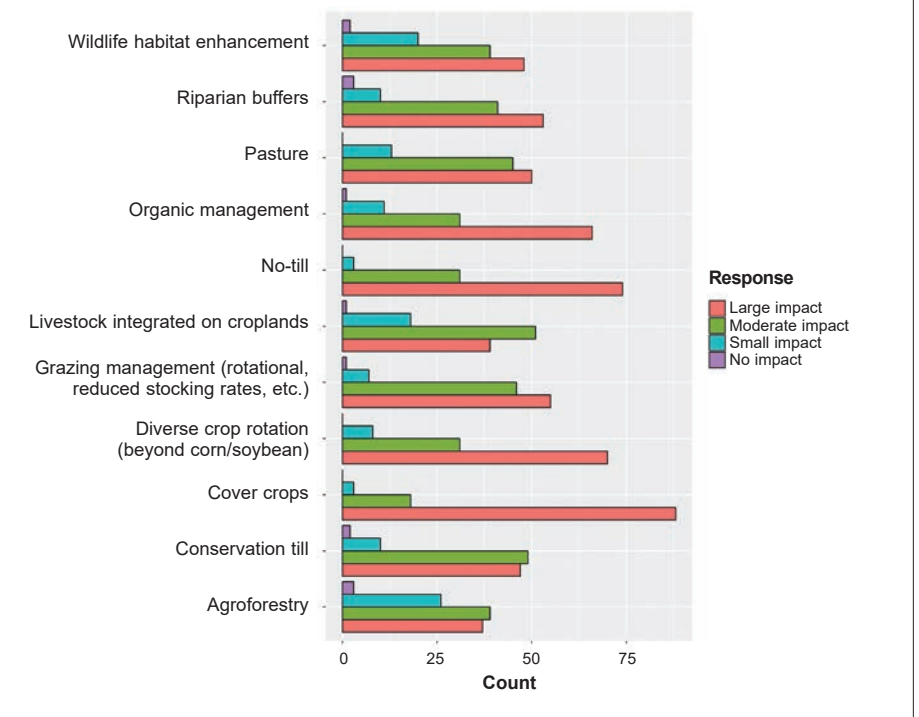 Wildlife habitat enhancement
Riparian buffers
Pasture
Organic management
No-till
Livestock integrated on croplands
Grazing management (rotational,
reduced stocking rates, etc.)
Diverse crop rotation
(beyond corn/soybean)
Cover crops
Conservation till
Agroforestry
0 25 50 75
Count
Response
Large impact
Moderate impact
Small impact
No impact